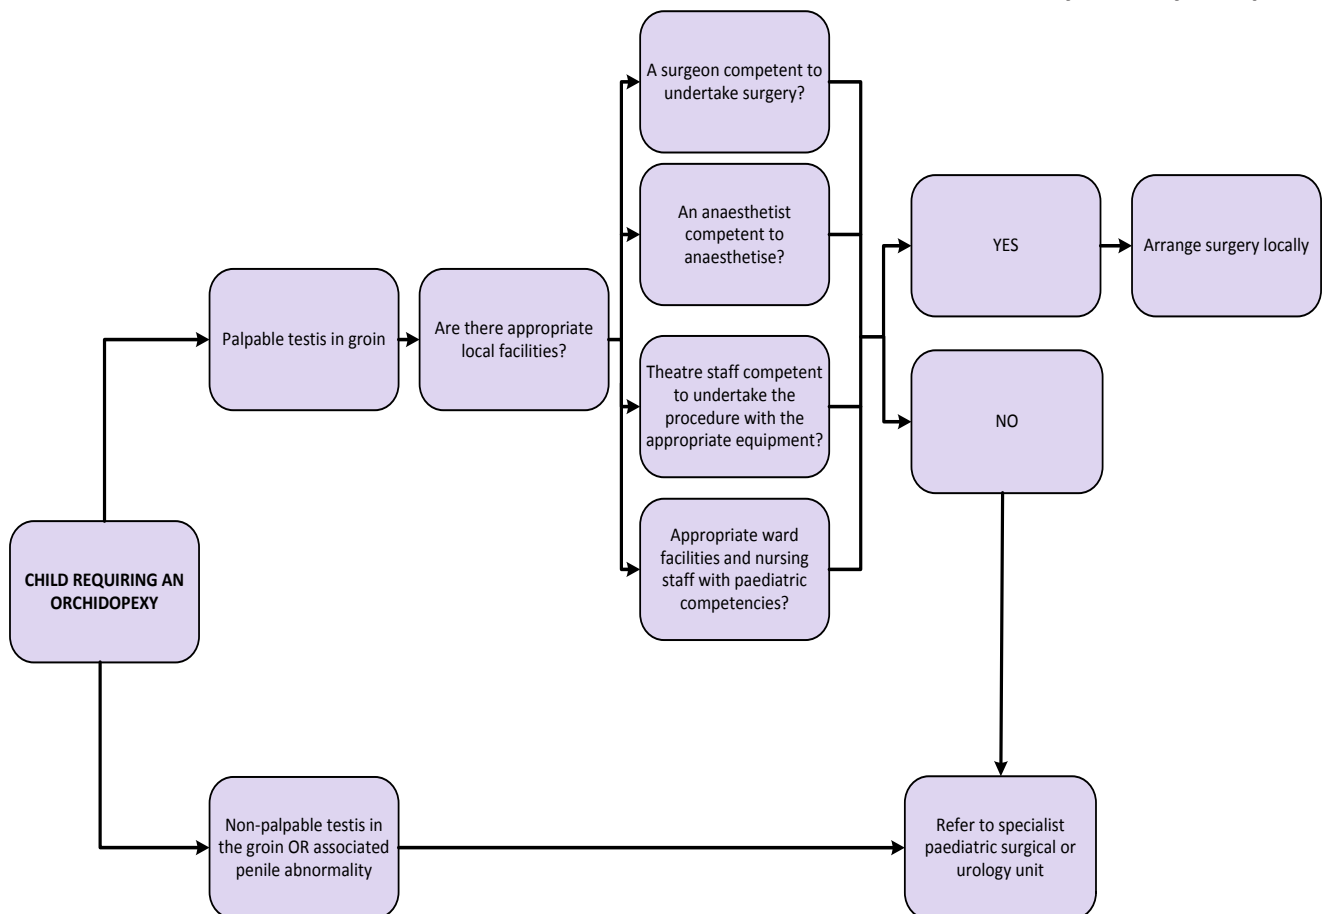 A surgeon competent to
undertake surgery?
An anaesthetist
competent to
anaesthetise?
YES
Arrange surgery locally
Palpable testis in groin
Are there appropriate
local facilities?
Theatre staff competent
to undertake the
procedure with the
appropriate equipment?
NO
Appropriate ward
facilities and nursing
staff with paediatric
competencies?
CHILD REQUIRING AN
ORCHIDOPEXY
Non-palpable testis in
the groin OR associated
penile abnormality
Refer to specialist
paediatric surgical or
urology unit